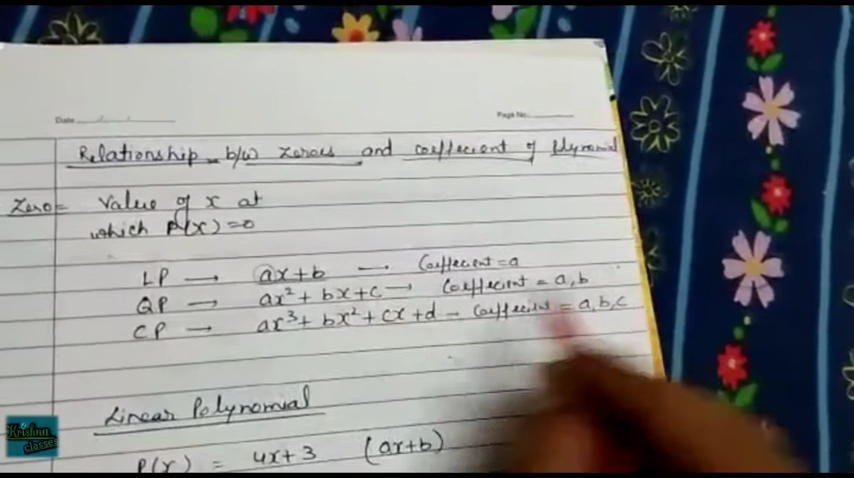 Date
Page No.
Relationship b/w zeroes and coefficient of polynomial
Zero = Value of x at
which P(x) = 0
LP → ax + b — Coefficient = a
QP → ax² + bx + c → Coefficient = a, b
CP → ax³ + bx² + cx + d – Coefficient = a, b, c
Linear Polynomial
P(x) = 4x + 3 (ax + b)
Krishna
classes